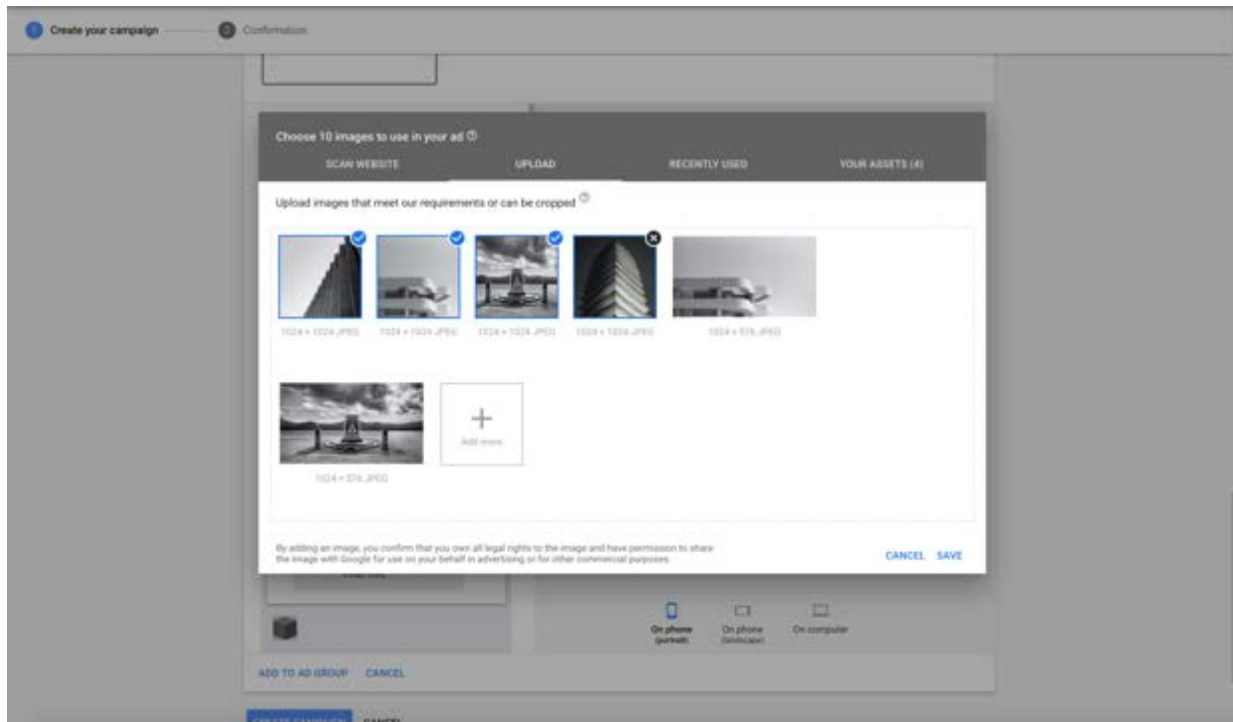 1 Create your campaign
2 Confirmation
Choose 10 images to use in your ad
SCAN WEBSITE
UPLOAD
RECENTLY USED
YOUR ASSETS (4)
Upload images that meet our requirements or can be cropped
1024 × 1024 JPEG
1024 × 1024 JPEG
1024 × 1024 JPEG
1024 × 1024 JPEG
1024 × 576 JPEG
1024 × 576 JPEG
Add more
By adding an image, you confirm that you own all legal rights to the image and have permission to share
the image with Google for use on your behalf in advertising or for other commercial purposes.
CANCEL
SAVE
On phone
(portrait)
On phone
(landscape)
On computer
ADD TO AD GROUP
CANCEL
CREATE CAMPAIGN
CANCEL